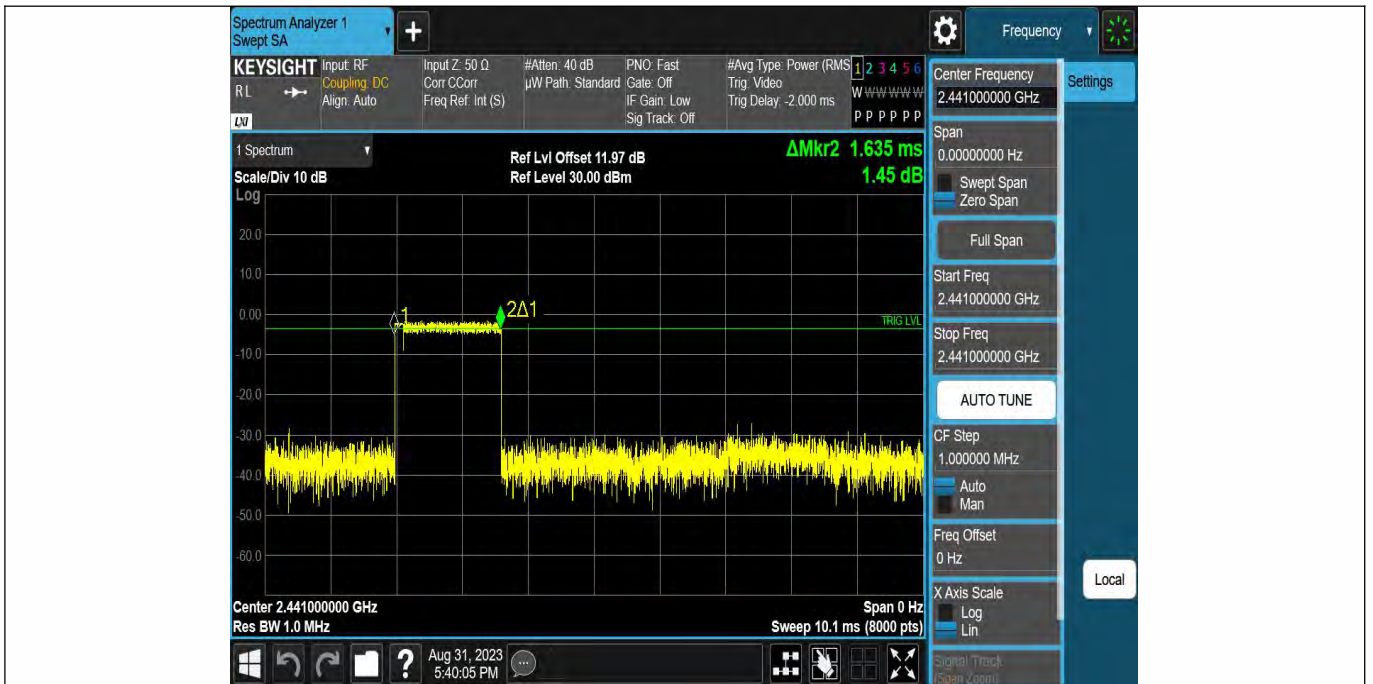 Spectrum Analyzer 1
Swept SA
+
Frequency
KEYSIGHT
R L
LXI
Input: RF
Coupling: DC
Align: Auto
Input Z: 50 Ω
Corr CCorr
Freq Ref: Int (S)
#Atten: 40 dB
µW Path: Standard
PNO: Fast
Gate: Off
IF Gain: Low
Sig Track: Off
#Avg Type: Power (RMS
Trig: Video
Trig Delay: -2.000 ms
1 2 3 4 5 6
W W W W W W
P P P P P P
1 Spectrum
Scale/Div 10 dB
Log
Ref Lvl Offset 11.97 dB
Ref Level 30.00 dBm
ΔMkr2 1.635 ms
1.45 dB
20.0
10.0
0.00
-10.0
-20.0
-30.0
-40.0
-50.0
-60.0
1
2Δ1
TRIG LVL
Center 2.441000000 GHz
Res BW 1.0 MHz
Span 0 Hz
Sweep 10.1 ms (8000 pts)
Center Frequency
2.441000000 GHz
Settings
Span
0.00000000 Hz
Swept Span
Zero Span
Full Span
Start Freq
2.441000000 GHz
Stop Freq
2.441000000 GHz
AUTO TUNE
CF Step
1.000000 MHz
Auto
Man
Freq Offset
0 Hz
X Axis Scale
Log
Lin
Signal Track
(Span Zoom)
Local
?
Aug 31, 2023
5:40:05 PM